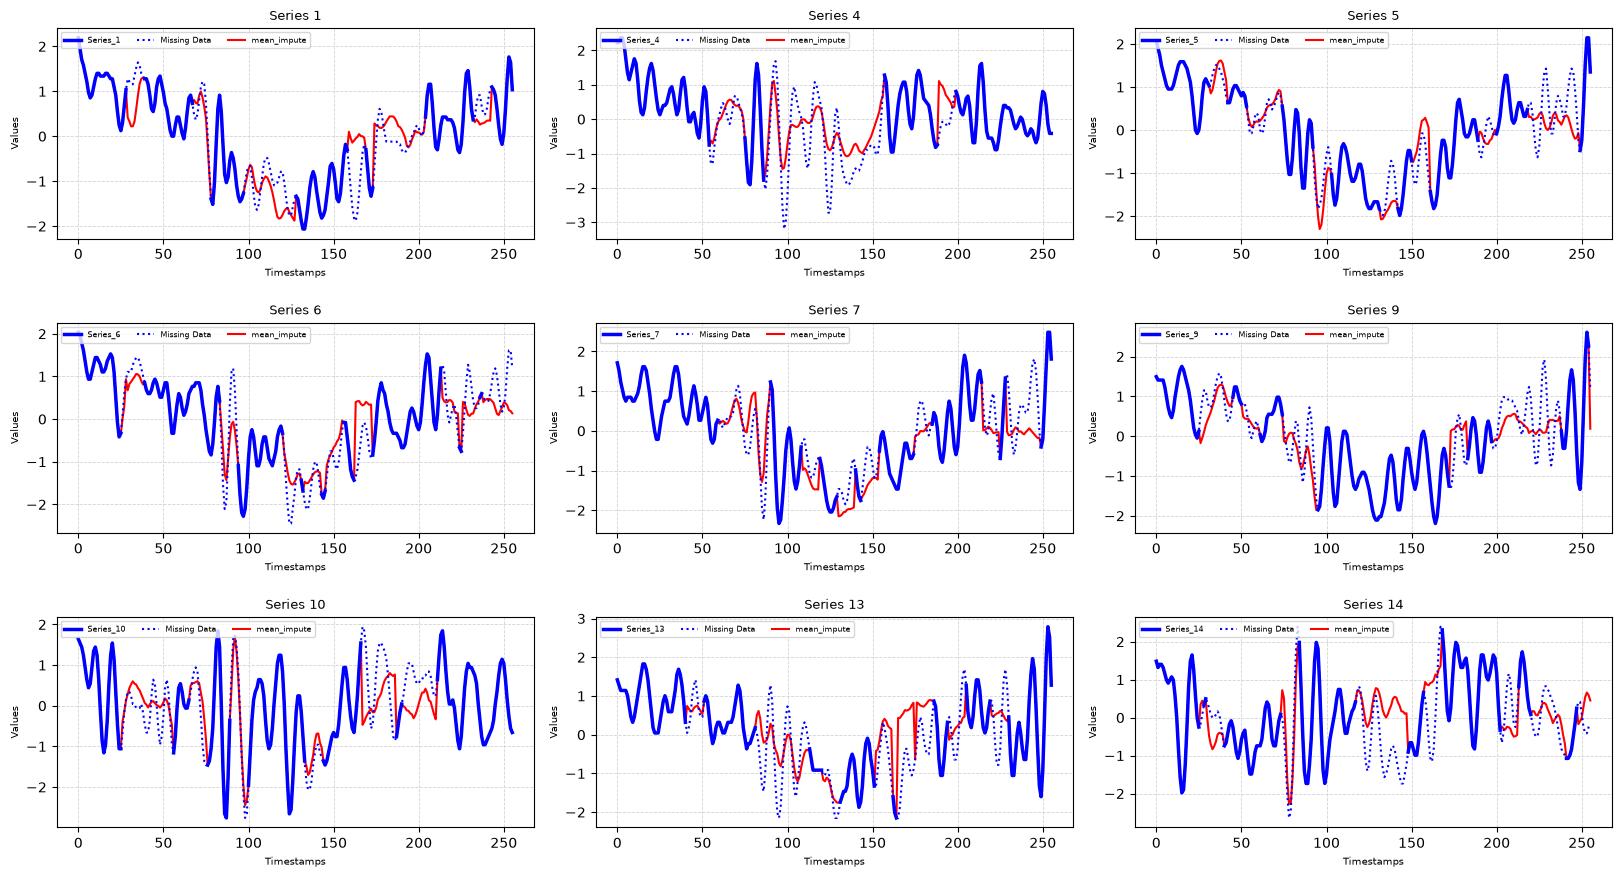 Series 1
Series_1 Missing Data mean_impute
Values
2
1
0
−1
−2
0 50 100 150 200 250
Timestamps
Series 4
Series_4 Missing Data mean_impute
Values
2
1
0
−1
−2
−3
0 50 100 150 200 250
Timestamps
Series 5
Series_5 Missing Data mean_impute
Values
2
1
0
−1
−2
0 50 100 150 200 250
Timestamps
Series 6
Series_6 Missing Data mean_impute
Values
2
1
0
−1
−2
0 50 100 150 200 250
Timestamps
Series 7
Series_7 Missing Data mean_impute
Values
2
1
0
−1
−2
0 50 100 150 200 250
Timestamps
Series 9
Series_9 Missing Data mean_impute
Values
2
1
0
−1
−2
0 50 100 150 200 250
Timestamps
Series 10
Series_10 Missing Data mean_impute
Values
2
1
0
−1
−2
0 50 100 150 200 250
Timestamps
Series 13
Series_13 Missing Data mean_impute
Values
3
2
1
0
−1
−2
0 50 100 150 200 250
Timestamps
Series 14
Series_14 Missing Data mean_impute
Values
2
1
0
−1
−2
0 50 100 150 200 250
Timestamps